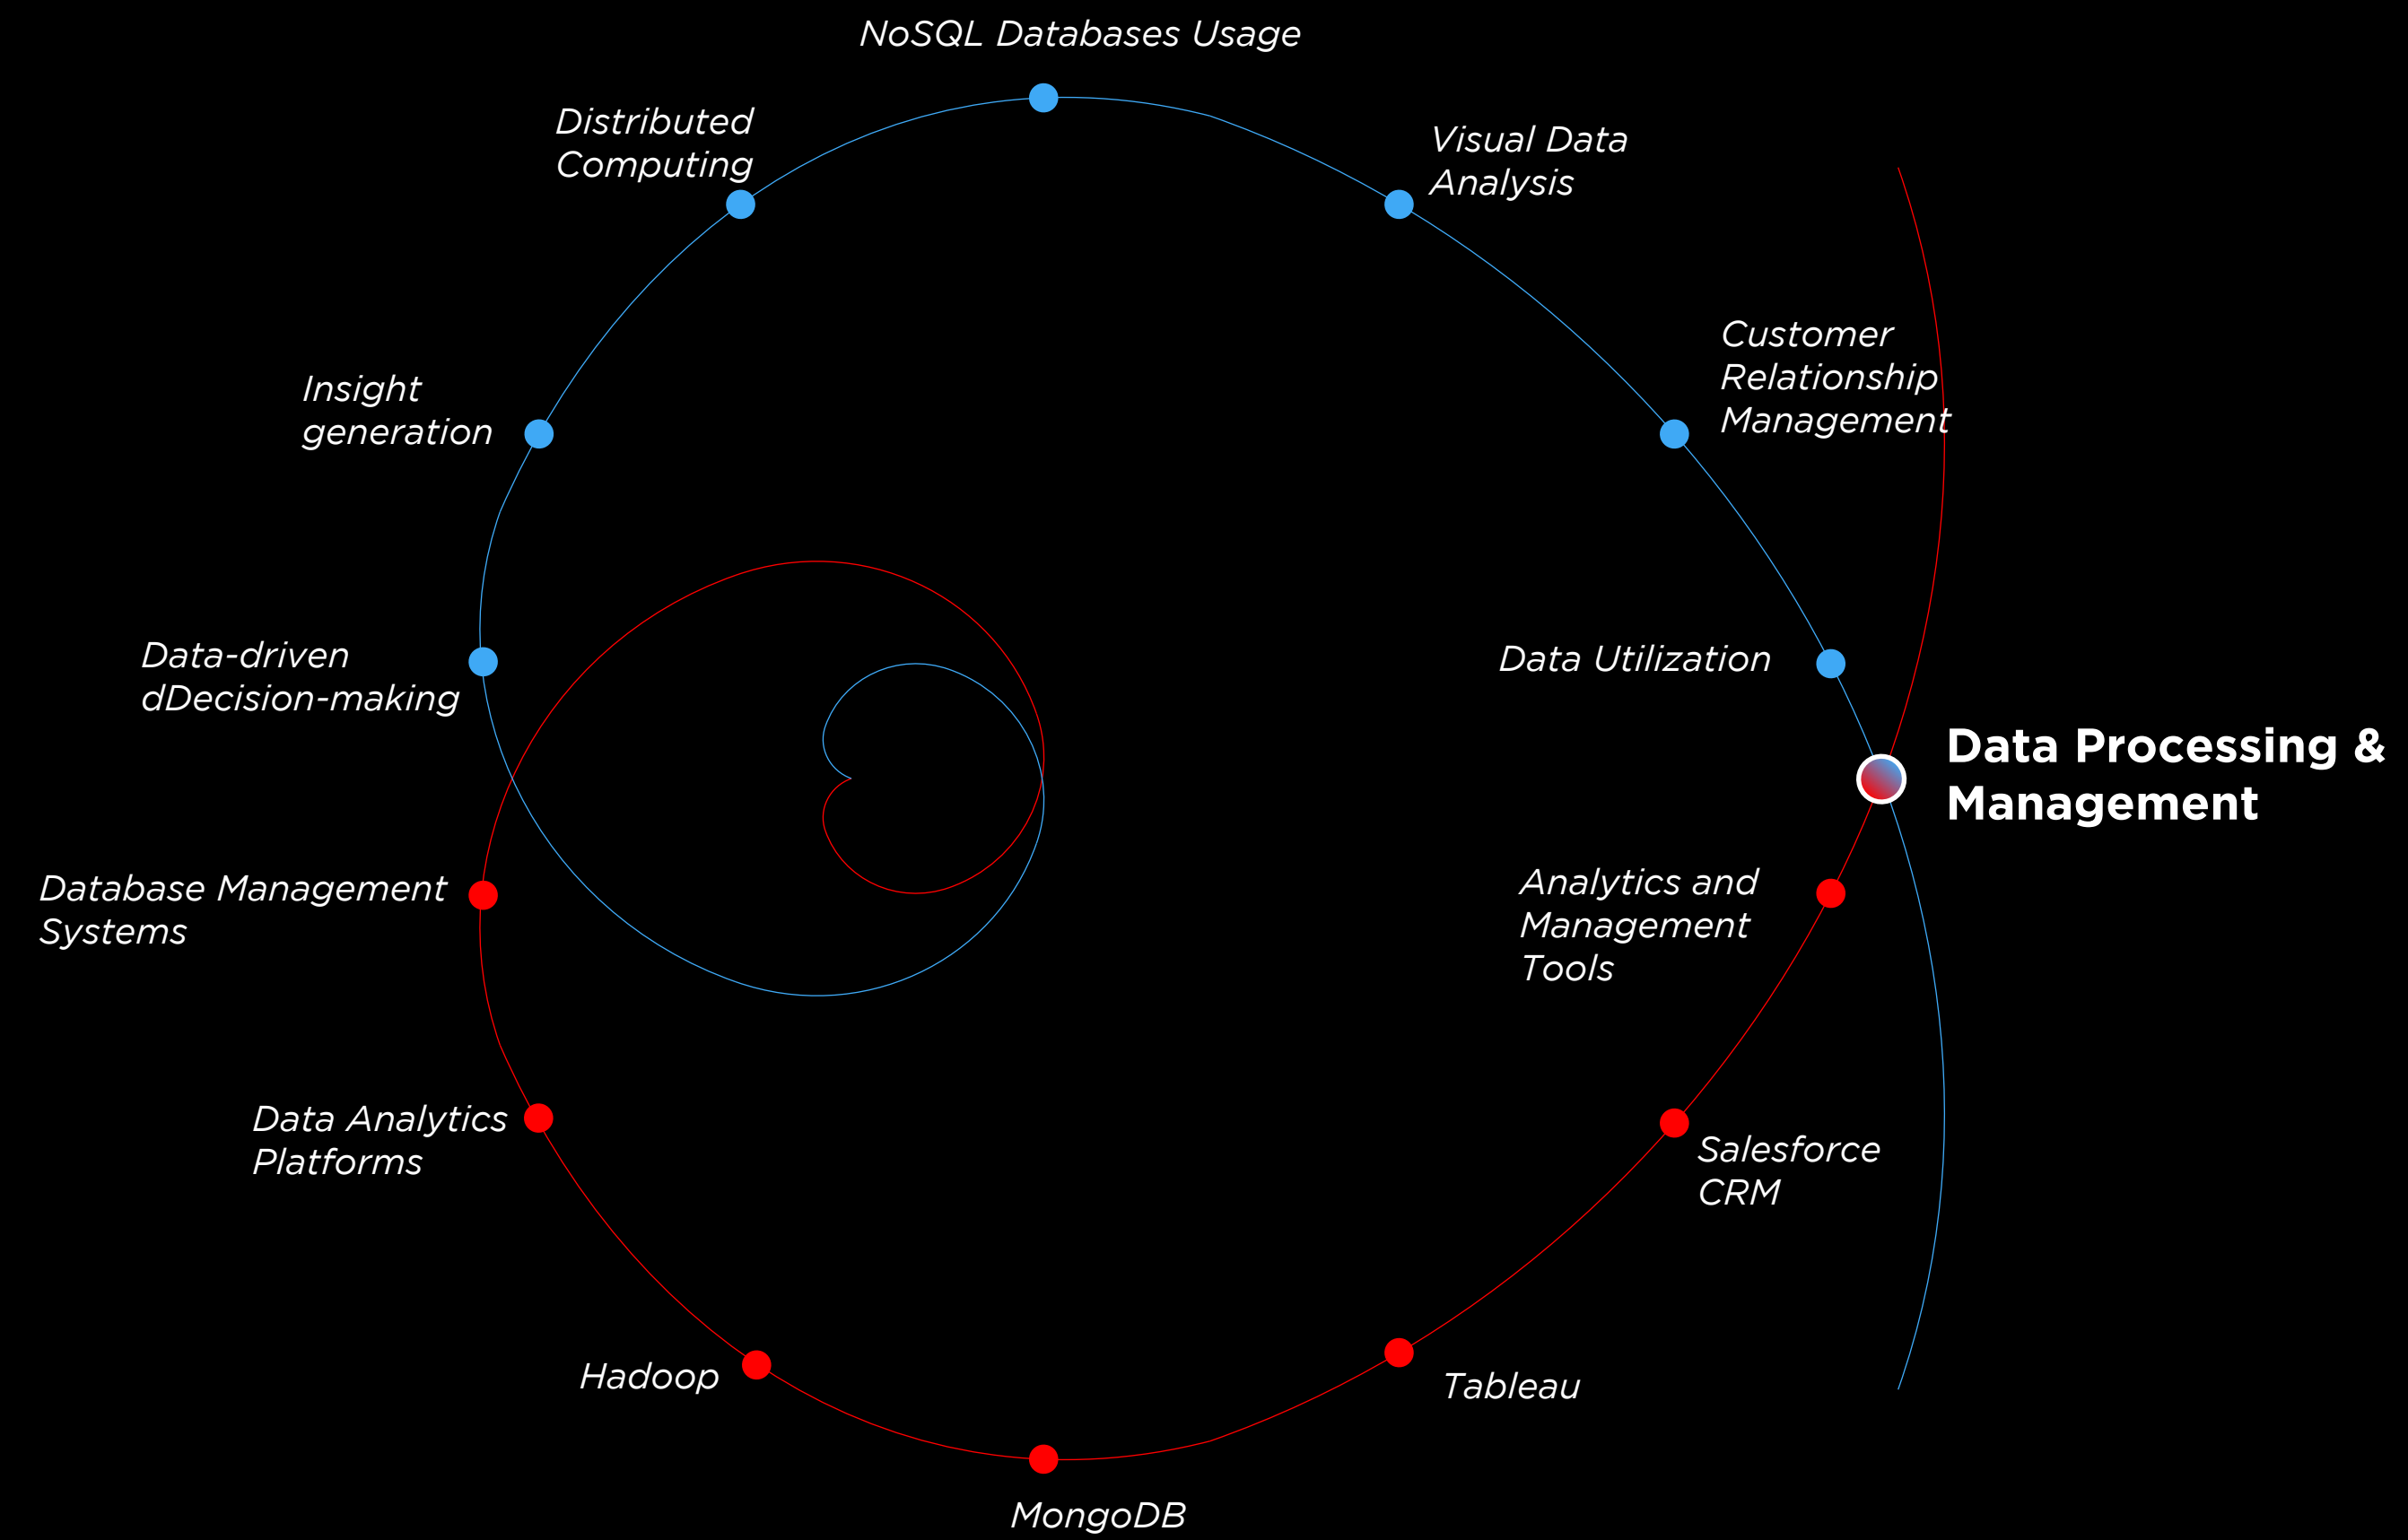 NoSQL Databases Usage
Distributed
Computing
Visual Data
Analysis
Customer
Relationship
Management
Insight
generation
Data-driven
dDecision-making
Data Utilization
Data Processing &
Management
Database Management
Systems
Analytics and
Management
Tools
Data Analytics
Platforms
Salesforce
CRM
Hadoop
Tableau
MongoDB